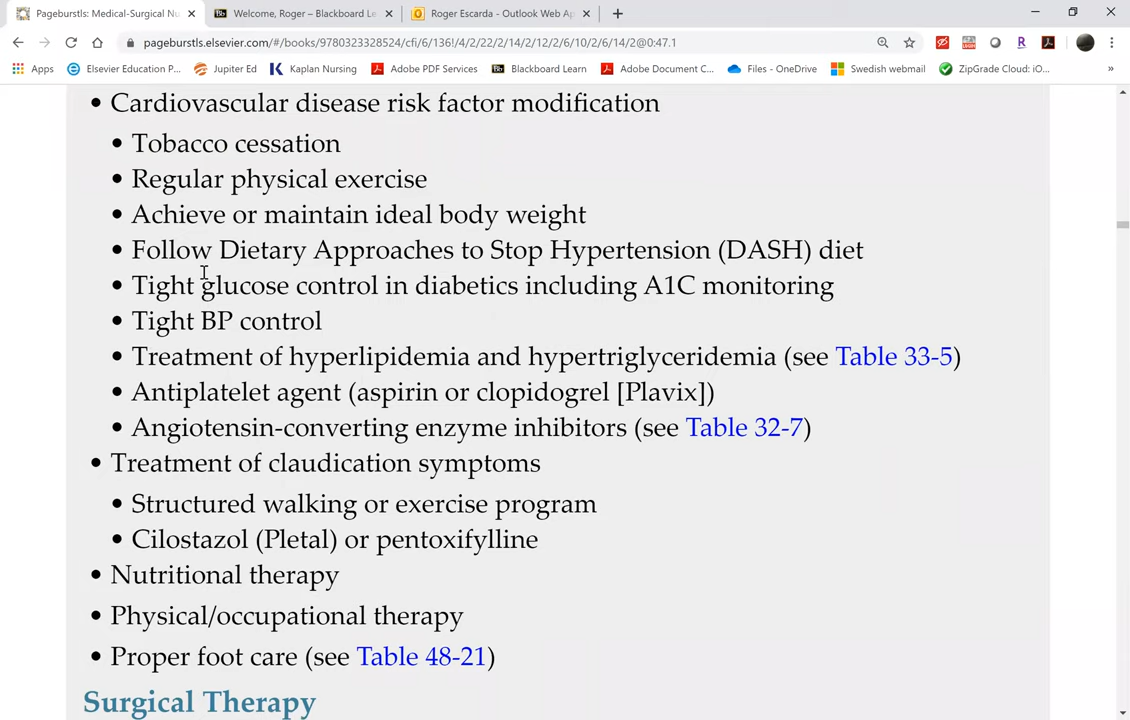 Pageburstls: Medical-Surgical Nu
Welcome, Roger – Blackboard Le
Roger Escarda - Outlook Web Ap
pageburstls.elsevier.com/#/books/9780323328524/cfi/6/136!/4/2/22/2/14/2/12/2/6/10/2/6/14/2@0:47.1
Apps
Elsevier Education P...
Jupiter Ed
Kaplan Nursing
Adobe PDF Services
Blackboard Learn
Adobe Document C...
Files - OneDrive
Swedish webmail
ZipGrade Cloud: iO...
»
• Cardiovascular disease risk factor modification
• Tobacco cessation
• Regular physical exercise
• Achieve or maintain ideal body weight
• Follow Dietary Approaches to Stop Hypertension (DASH) diet
• Tight glucose control in diabetics including A1C monitoring
• Tight BP control
• Treatment of hyperlipidemia and hypertriglyceridemia (see Table 33-5)
• Antiplatelet agent (aspirin or clopidogrel [Plavix])
• Angiotensin-converting enzyme inhibitors (see Table 32-7)
• Treatment of claudication symptoms
• Structured walking or exercise program
• Cilostazol (Pletal) or pentoxifylline
• Nutritional therapy
• Physical/occupational therapy
• Proper foot care (see Table 48-21)
Surgical Therapy